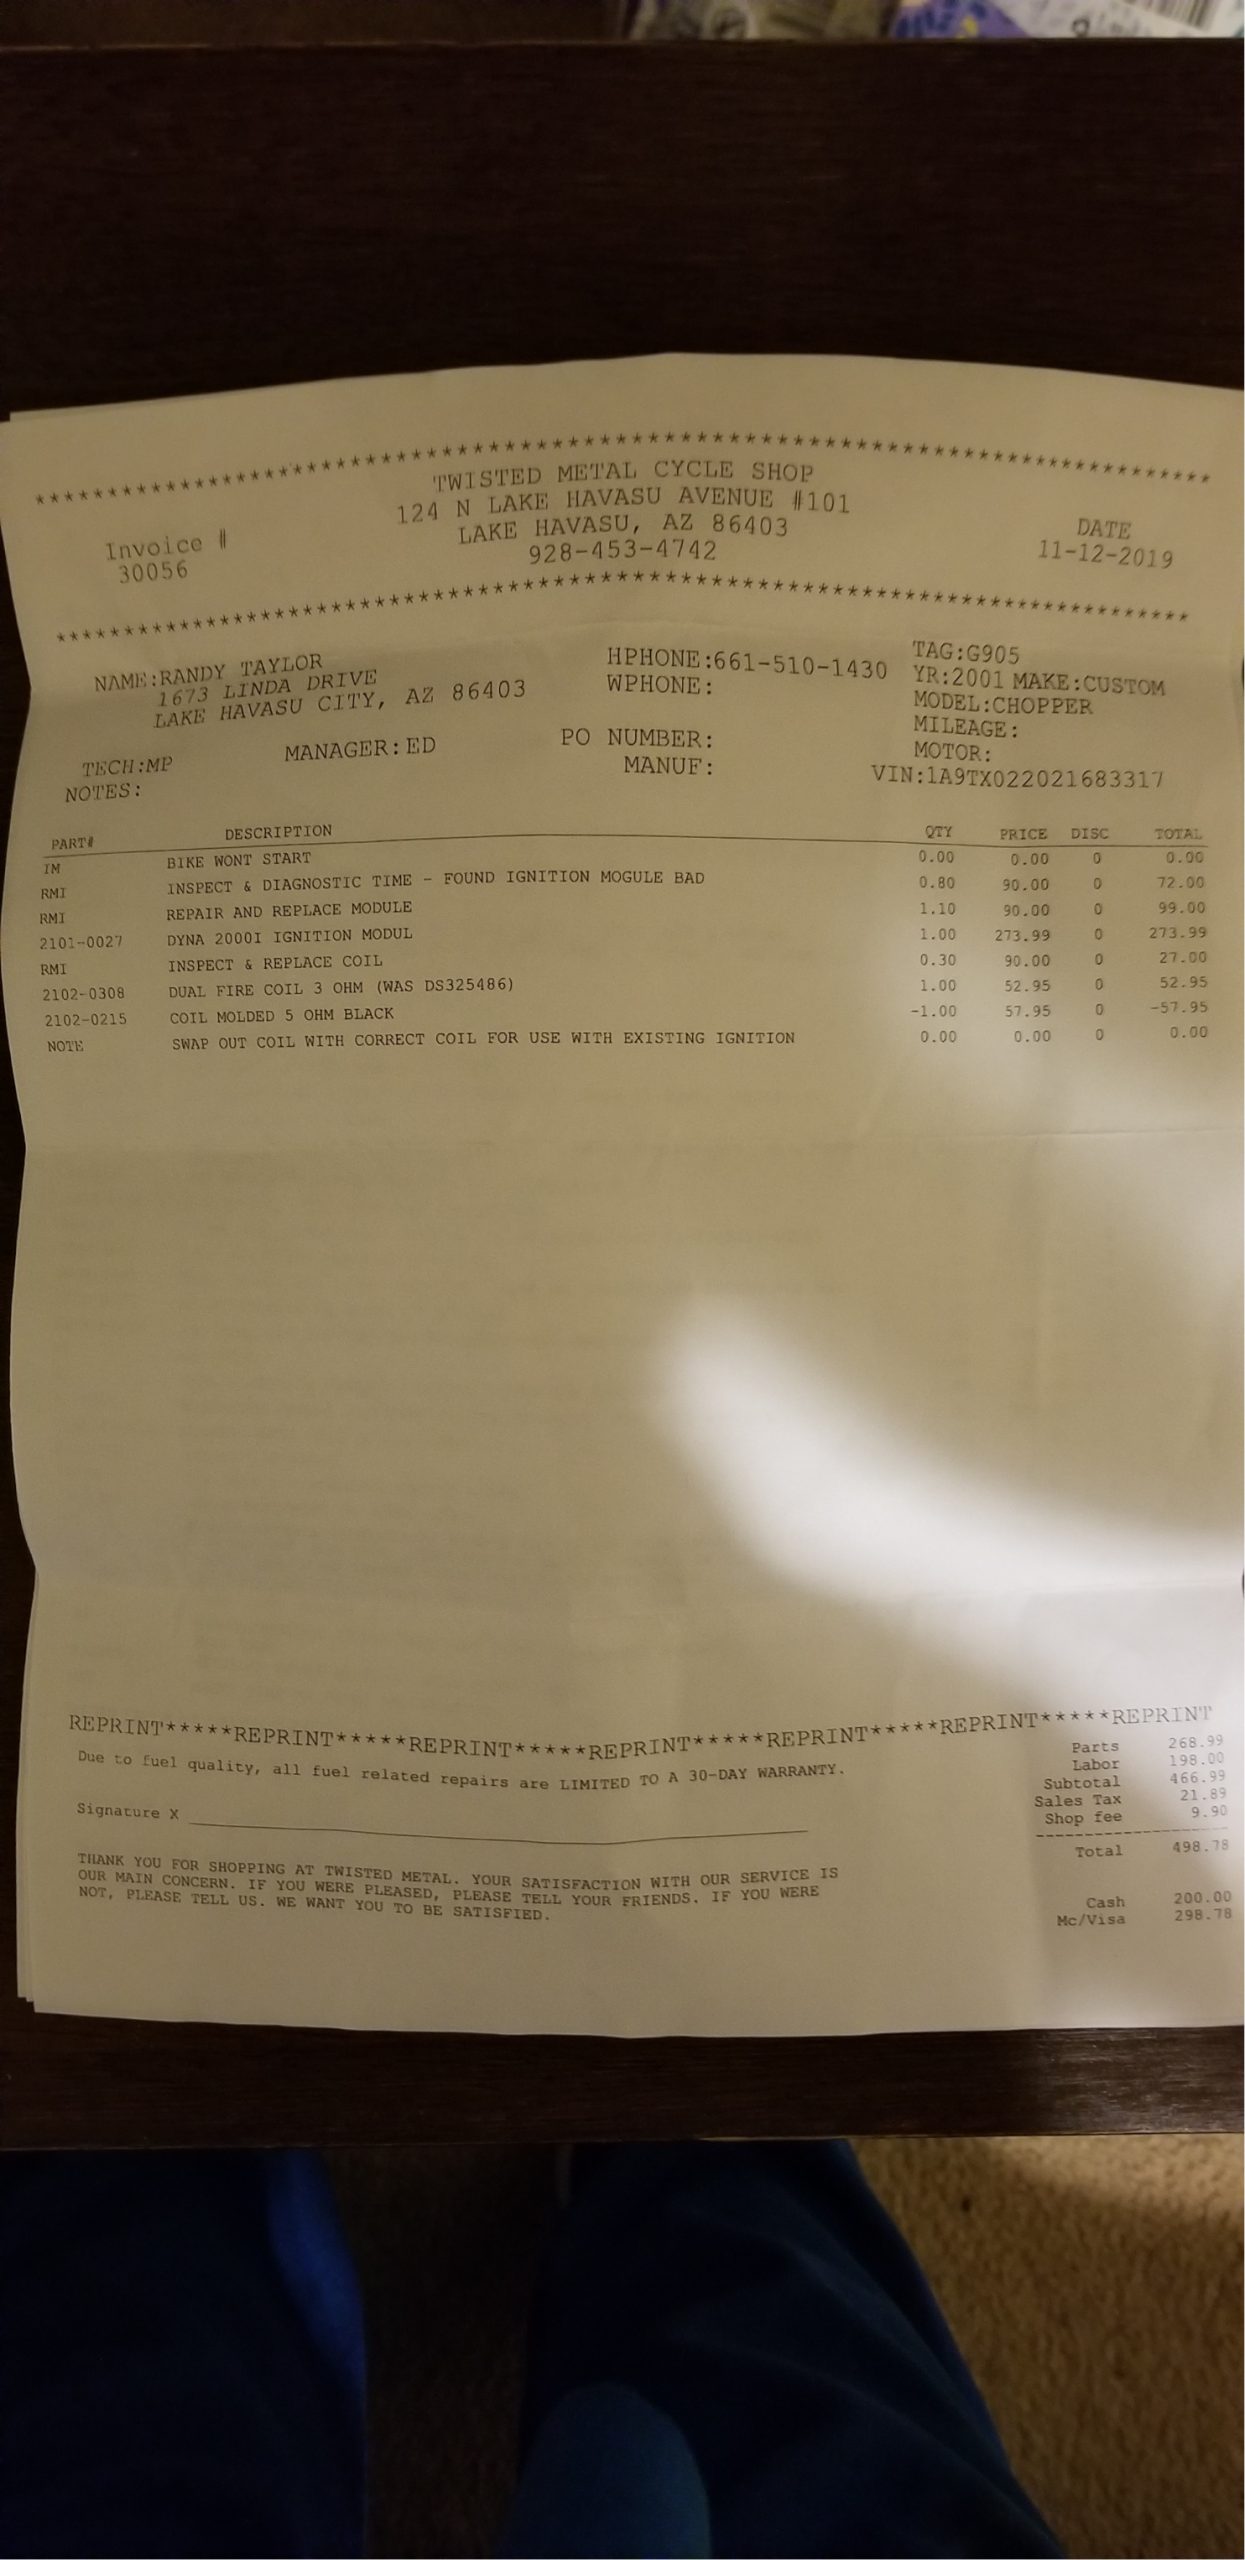 ********************************************************************************
TWISTED METAL CYCLE SHOP
124 N LAKE HAVASU AVENUE #101
LAKE HAVASU, AZ 86403
928-453-4742
Invoice #
30056
DATE
11-12-2019
********************************************************************************
NAME:RANDY TAYLOR
1673 LINDA DRIVE
LAKE HAVASU CITY, AZ 86403
HPHONE:661-510-1430
WPHONE:
TAG:G905
YR:2001 MAKE:CUSTOM
MODEL:CHOPPER
MILEAGE:
MOTOR:
VIN:1A9TX022021683317
TECH:MP MANAGER:ED PO NUMBER:
MANUF:
NOTES:
PART# DESCRIPTION QTY PRICE DISC TOTAL
IM BIKE WONT START 0.00 0.00 0 0.00
RMI INSPECT & DIAGNOSTIC TIME - FOUND IGNITION MOGULE BAD 0.80 90.00 0 72.00
RMI REPAIR AND REPLACE MODULE 1.10 90.00 0 99.00
2101-0027 DYNA 2000I IGNITION MODUL 1.00 273.99 0 273.99
RMI INSPECT & REPLACE COIL 0.30 90.00 0 27.00
2102-0308 DUAL FIRE COIL 3 OHM (WAS DS325486) 1.00 52.95 0 52.95
2102-0215 COIL MOLDED 5 OHM BLACK -1.00 57.95 0 -57.95
NOTE SWAP OUT COIL WITH CORRECT COIL FOR USE WITH EXISTING IGNITION 0.00 0.00 0 0.00
REPRINT*****REPRINT*****REPRINT*****REPRINT*****REPRINT*****REPRINT*****REPRINT
Due to fuel quality, all fuel related repairs are LIMITED TO A 30-DAY WARRANTY.
Signature X
THANK YOU FOR SHOPPING AT TWISTED METAL. YOUR SATISFACTION WITH OUR SERVICE IS
OUR MAIN CONCERN. IF YOU WERE PLEASED, PLEASE TELL YOUR FRIENDS. IF YOU WERE
NOT, PLEASE TELL US. WE WANT YOU TO BE SATISFIED.
Parts 268.99
Labor 198.00
Subtotal 466.99
Sales Tax 21.89
Shop fee 9.90
Total 498.78
Cash 200.00
Mc/Visa 298.78